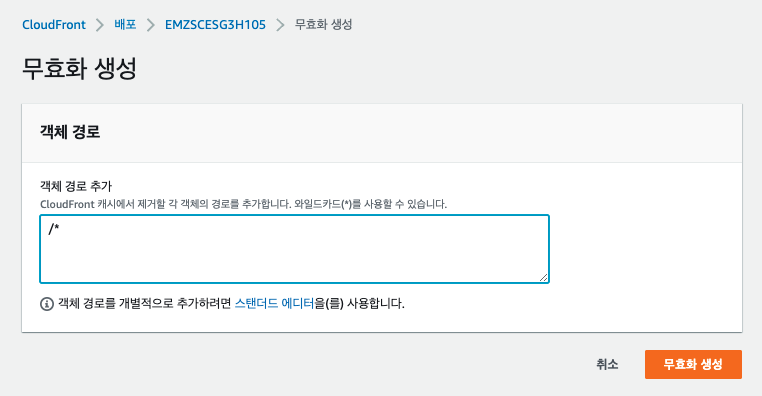 CloudFront > 배포 > EMZSCESG3H105 > 무효화 생성
무효화 생성
객체 경로
객체 경로 추가
CloudFront 캐시에서 제거할 각 객체의 경로를 추가합니다. 와일드카드(*)를 사용할 수 있습니다.
/*
객체 경로를 개별적으로 추가하려면 스탠더드 에디터을(를) 사용합니다.
취소 무효화 생성